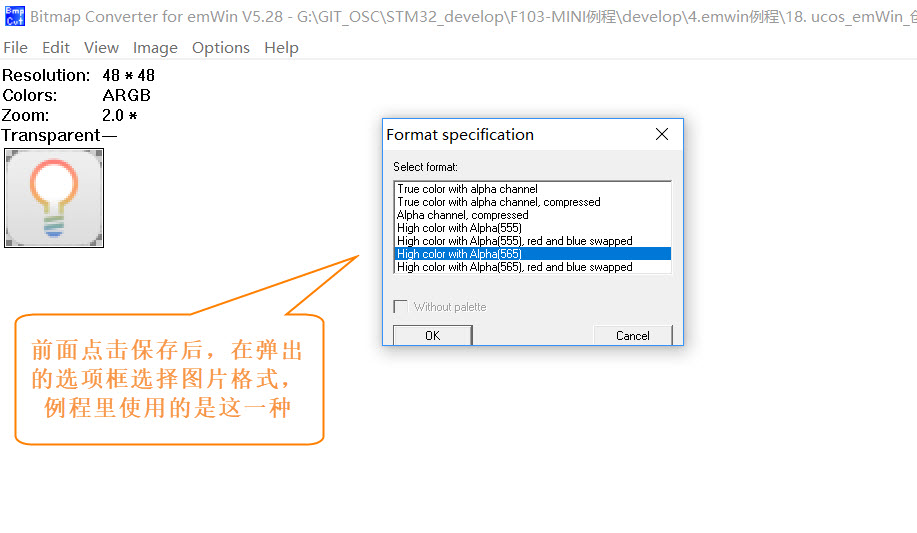 Bmp
Cvt
Bitmap Converter for emWin V5.28 - G:\GIT_OSC\STM32_develop\F103-MINI例程\develop\4.emwin例程\18. ucos_emWin_
File Edit View Image Options Help
Resolution: 48 * 48
Colors: ARGB
Zoom: 2.0 *
Transparent—
Format specification
Select format:
True color with alpha channel
True color with alpha channel, compressed
Alpha channel, compressed
High color with Alpha(555)
High color with Alpha(555), red and blue swapped
High color with Alpha(565)
High color with Alpha(565), red and blue swapped
Without palette
OK Cancel
前面点击保存后，在弹出
的选项框选择图片格式，
例程里使用的是这一种